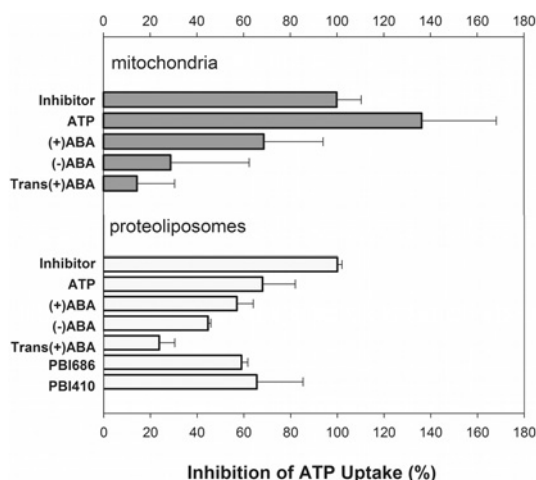 0 20 40 60 80 100 120 140 160 180
mitochondria
Inhibitor
ATP
(+)ABA
(-)ABA
Trans(+)ABA
proteoliposomes
Inhibitor
ATP
(+)ABA
(-)ABA
Trans(+)ABA
PBI686
PBI410
0 20 40 60 80 100 120 140 160 180
Inhibition of ATP Uptake (%)